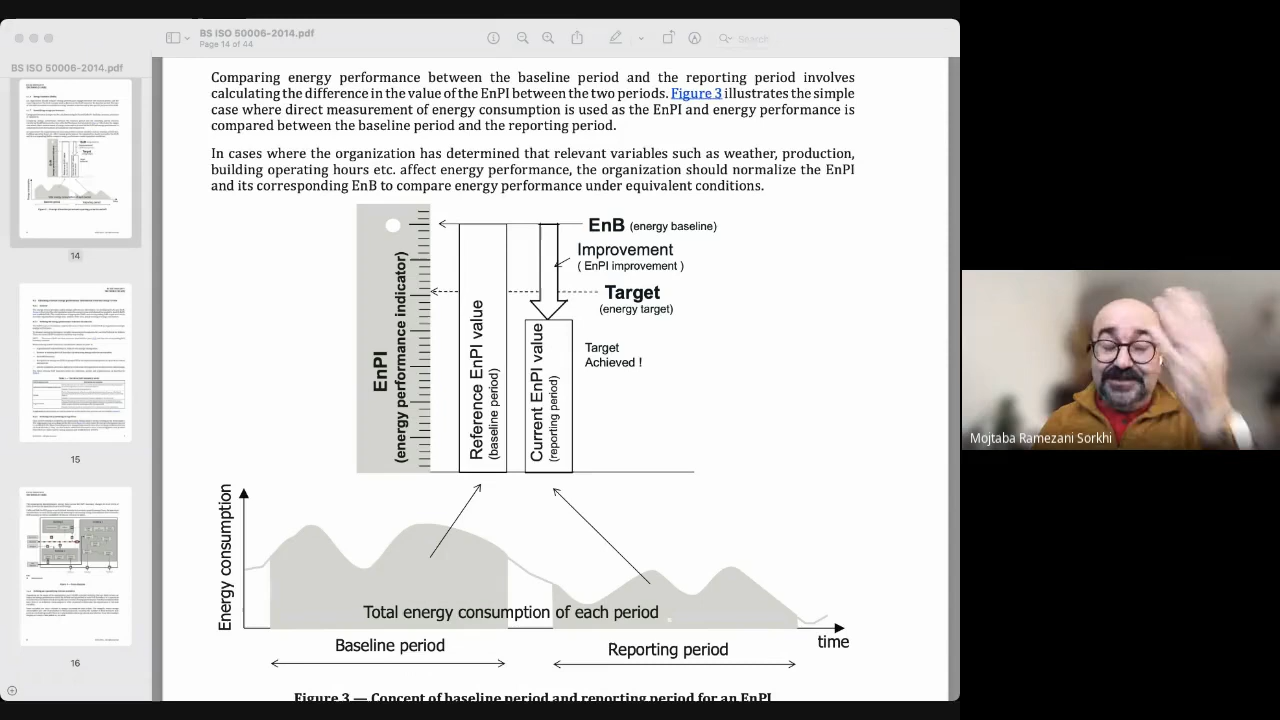 BS ISO 50006-2014.pdf
Page 14 of 44
Search
BS ISO 50006-2014.pdf
14
15
16
Comparing energy performance between the baseline period and the reporting period involves
calculating the difference in the value of the EnPI between the two periods. Figure 3 illustrates the simple
case where direct measurement of energy consumption is used as the EnPI and energy performance is
compared between the baseline period and the reporting period.
In cases where the organization has determined that relevant variables such as weather, production,
building operating hours etc. affect energy performance, the organization should normalize the EnPI
and its corresponding EnB to compare energy performance under equivalent conditions.
EnPI
(energy performance indicator)
Reference EnPI value
(baseline period)
Current EnPI value
(reporting period)
EnB (energy baseline)
Improvement
( EnPI improvement )
Target
(energy target)
Target
Achieved !
Energy consumption
Total energy consumption of each period
time
Baseline period
Reporting period
Figure 3 — Concept of baseline period and reporting period for an EnPI
Mojtaba Ramezani Sorkhi